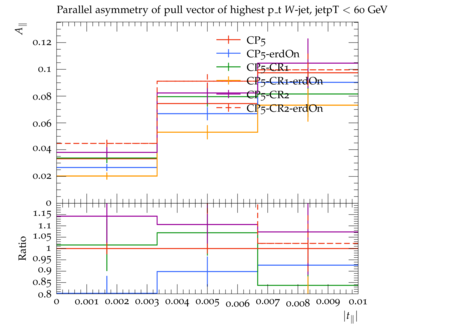 Parallel asymmetry of pull vector of highest p_t W-jet, jetpT < 60 GeV
A∥
CP5
CP5-erdOn
CP5-CR1
CP5-CR1-erdOn
CP5-CR2
CP5-CR2-erdOn
0.12
0.1
0.08
0.06
0.04
0.02
0
Ratio
1.15
1.1
1.05
1
0.95
0.9
0.85
0.8
0 0.001 0.002 0.003 0.004 0.005 0.006 0.007 0.008 0.009 0.01
|t∥|